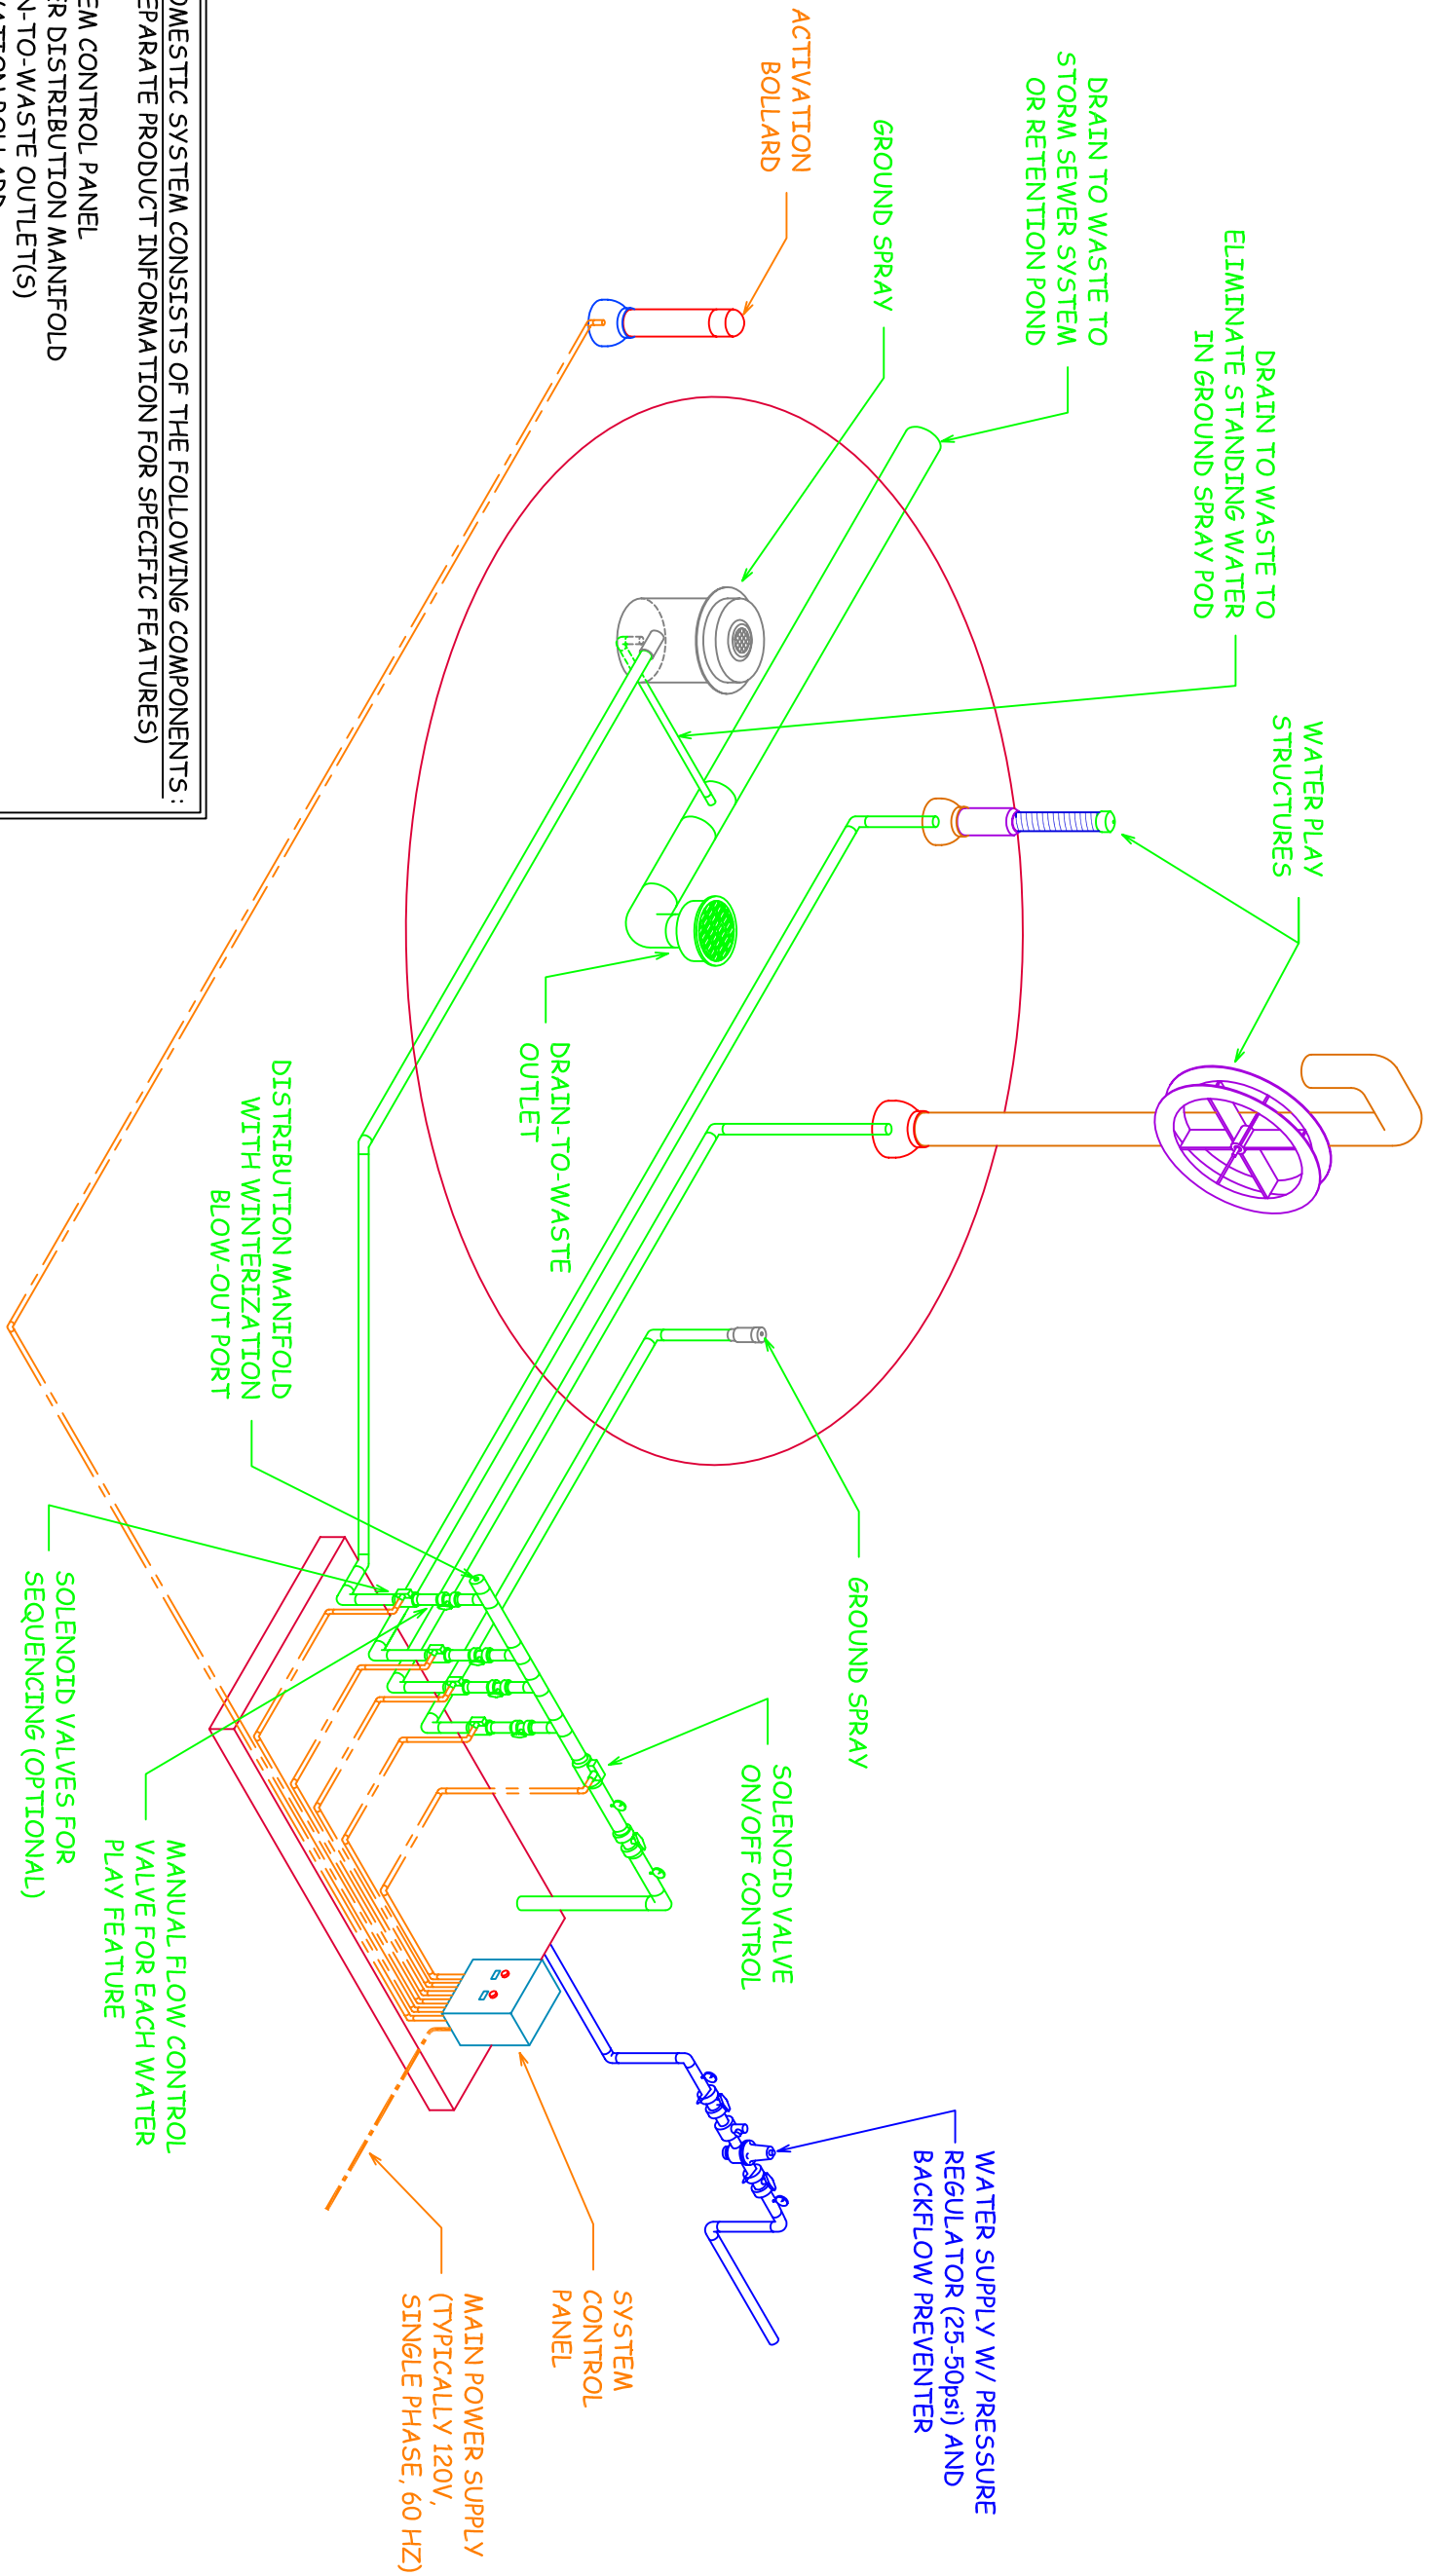 ACTIVATION
BOLLARD
GROUND SPRAY
DRAIN TO WASTE TO
STORM SEWER SYSTEM
OR RETENTION POND
DRAIN TO WASTE TO
ELIMINATE STANDING WATER
IN GROUND SPRAY POD
WATER PLAY
STRUCTURES
DRAIN-TO-WASTE
OUTLET
DISTRIBUTION MANIFOLD
WITH WINTERIZATION
BLOW-OUT PORT
GROUND SPRAY
SOLENOID VALVES FOR
SEQUENCING (OPTIONAL)
MANUAL FLOW CONTROL
VALVE FOR EACH WATER
PLAY FEATURE
SOLENOID VALVE
ON/OFF CONTROL
WATER SUPPLY W/ PRESSURE
REGULATOR (25-50psi) AND
BACKFLOW PREVENTER
SYSTEM
CONTROL
PANEL
MAIN POWER SUPPLY
(TYPICALLY 120V,
SINGLE PHASE, 60 HZ)
SYSTEM CONSISTS OF THE FOLLOWING COMPONENTS:
PRODUCT INFORMATION FOR SPECIFIC FEATURES)
CONTROL PANEL
DISTRIBUTION MANIFOLD
OUTLET(S)